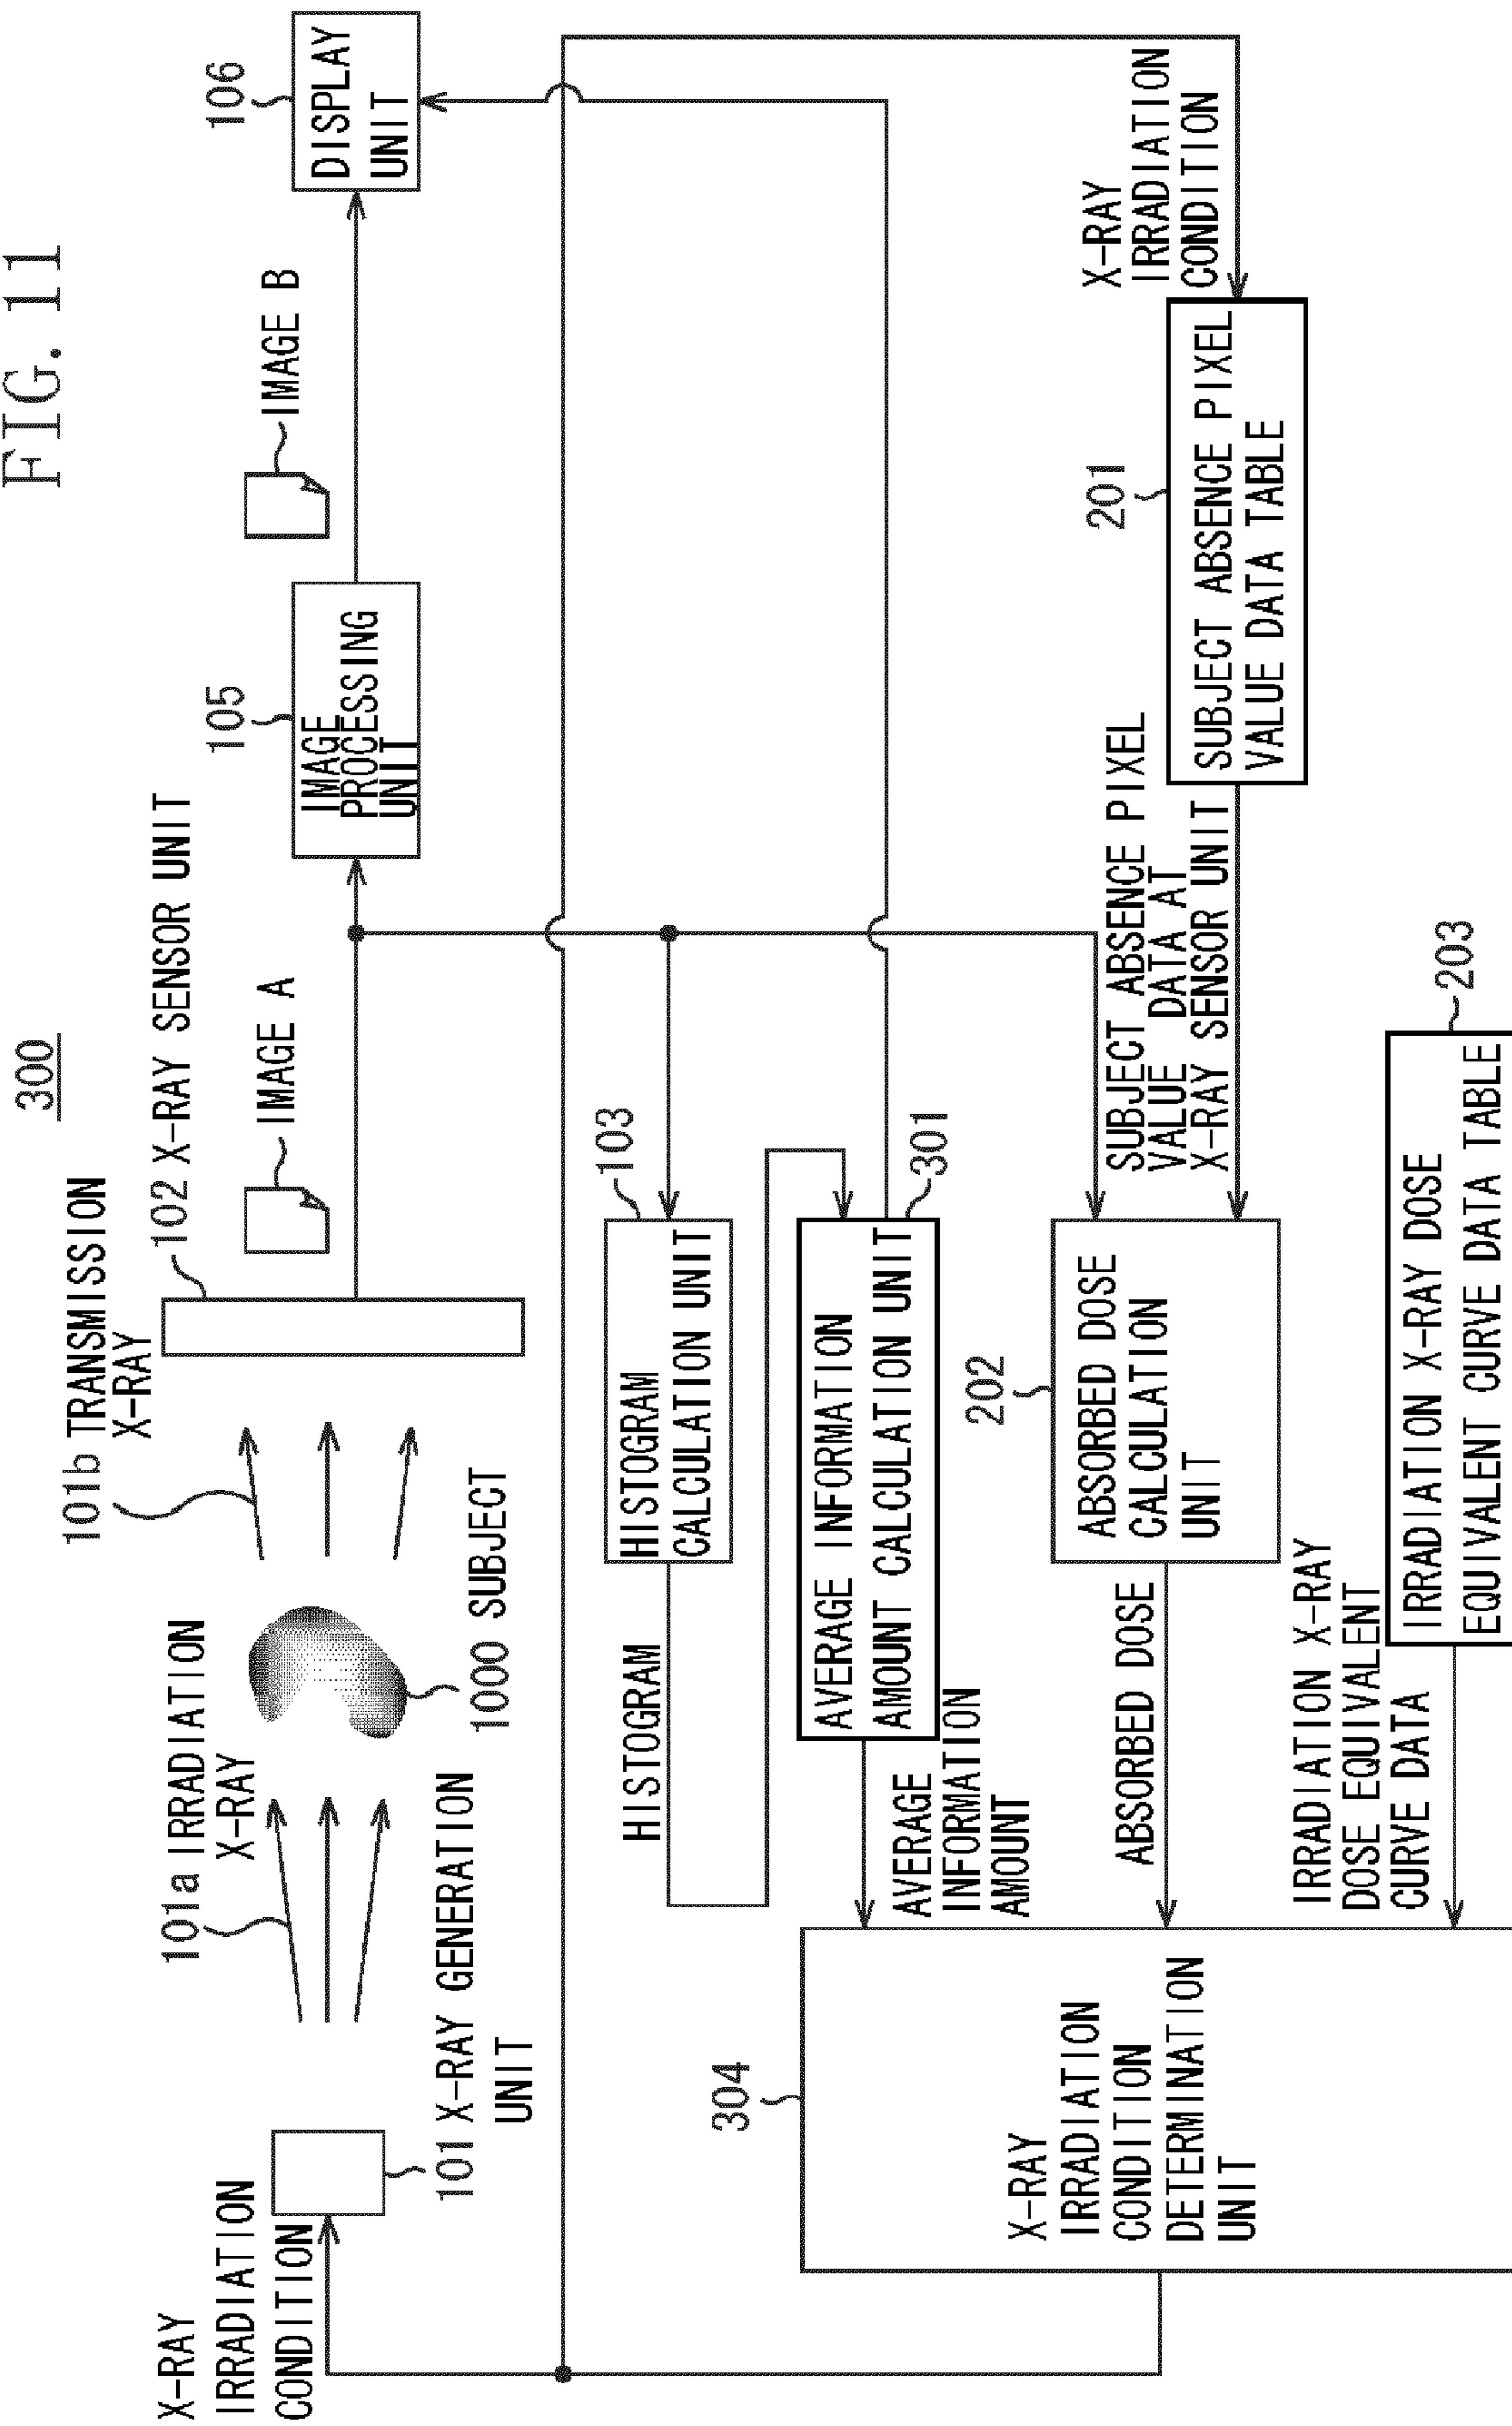 FIG. 11
300
X-RAY
IRRADIATION
CONDITION
101 X-RAY GENERATION
UNIT
101a IRRADIATION
X-RAY
1000 SUBJECT
101b TRANSMISSION
X-RAY
102 X-RAY SENSOR UNIT
IMAGE A
105
IMAGE
PROCESSING
UNIT
IMAGE B
106
DISPLAY
UNIT
HISTOGRAM
103
HISTOGRAM
CALCULATION UNIT
304
X-RAY
IRRADIATION
CONDITION
DETERMINATION
UNIT
AVERAGE
INFORMATION
AMOUNT
301
AVERAGE INFORMATION
AMOUNT CALCULATION UNIT
ABSORBED DOSE
202
ABSORBED DOSE
CALCULATION
UNIT
SUBJECT ABSENCE PIXEL
VALUE DATA AT
X-RAY SENSOR UNIT
201
SUBJECT ABSENCE PIXEL
VALUE DATA TABLE
X-RAY
IRRADIATION
CONDITION
IRRADIATION X-RAY
DOSE EQUIVALENT
CURVE DATA
203
IRRADIATION X-RAY DOSE
EQUIVALENT CURVE DATA TABLE